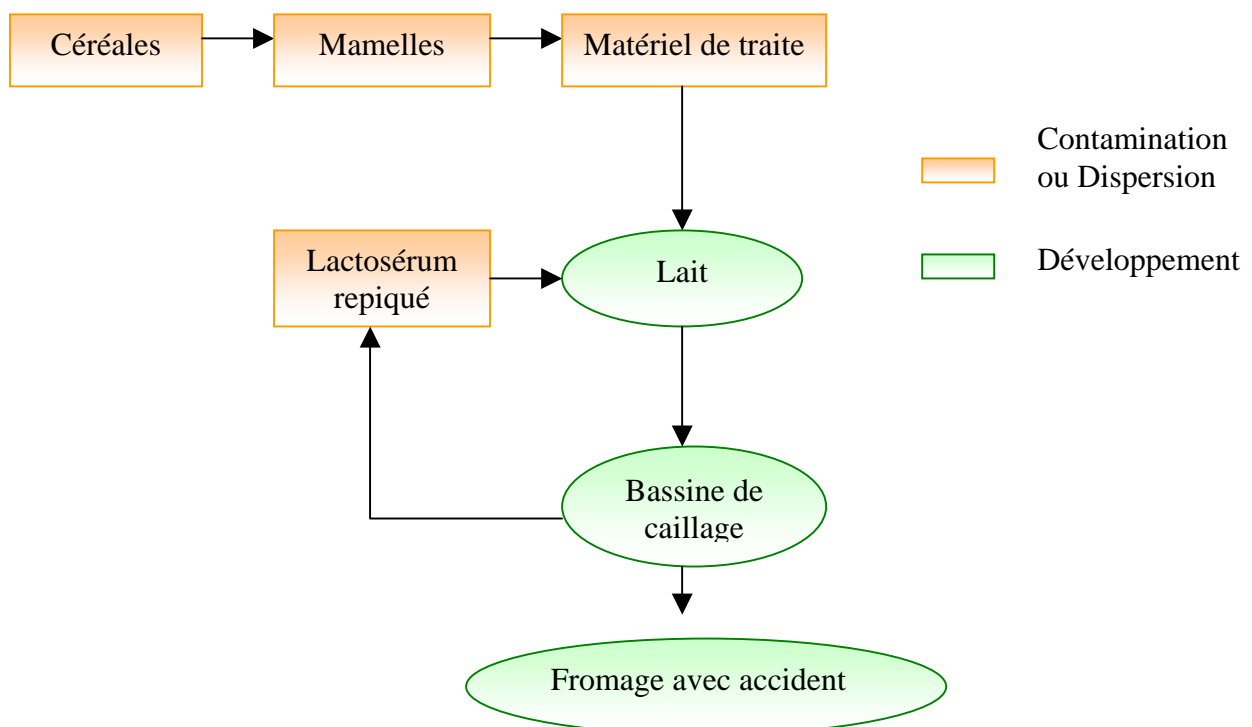 Céréales
Mamelles
Matériel de traite
Contamination
ou Dispersion
Développement
Lactosérum
repiqué
Lait
Bassine de
caillage
Fromage avec accident